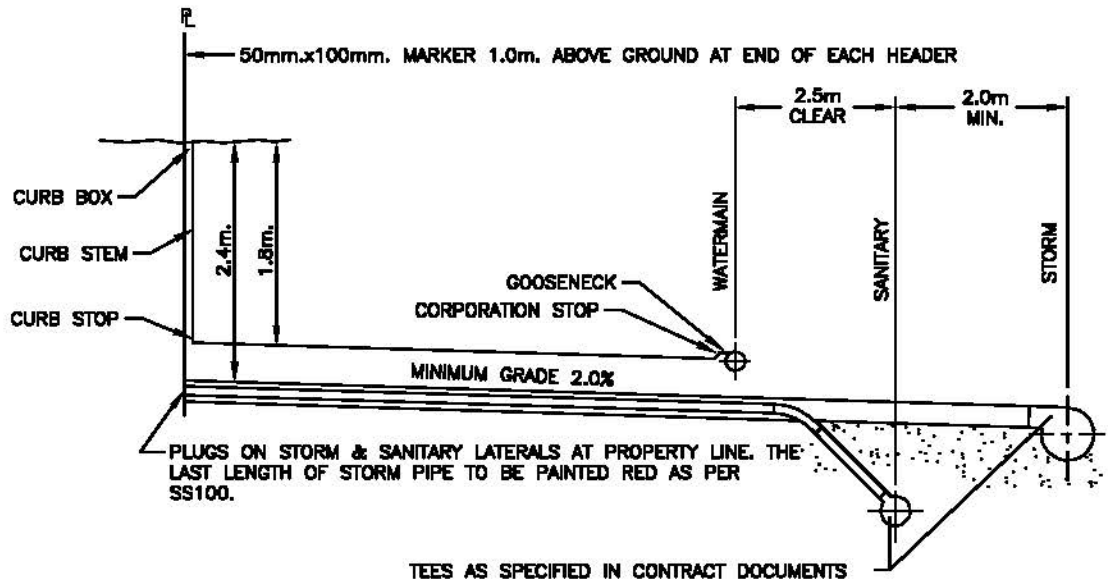 PL
50mm.x100mm. MARKER 1.0m. ABOVE GROUND AT END OF EACH HEADER
2.5m
CLEAR
2.0m
MIN.
CURB BOX
CURB STEM
CURB STOP
2.4m.
1.8m.
GOOSENECK
CORPORATION STOP
WATERMAIN
SANITARY
STORM
MINIMUM GRADE 2.0%
PLUGS ON STORM & SANITARY LATERALS AT PROPERTY LINE. THE
LAST LENGTH OF STORM PIPE TO BE PAINTED RED AS PER
SS100.
TEES AS SPECIFIED IN CONTRACT DOCUMENTS